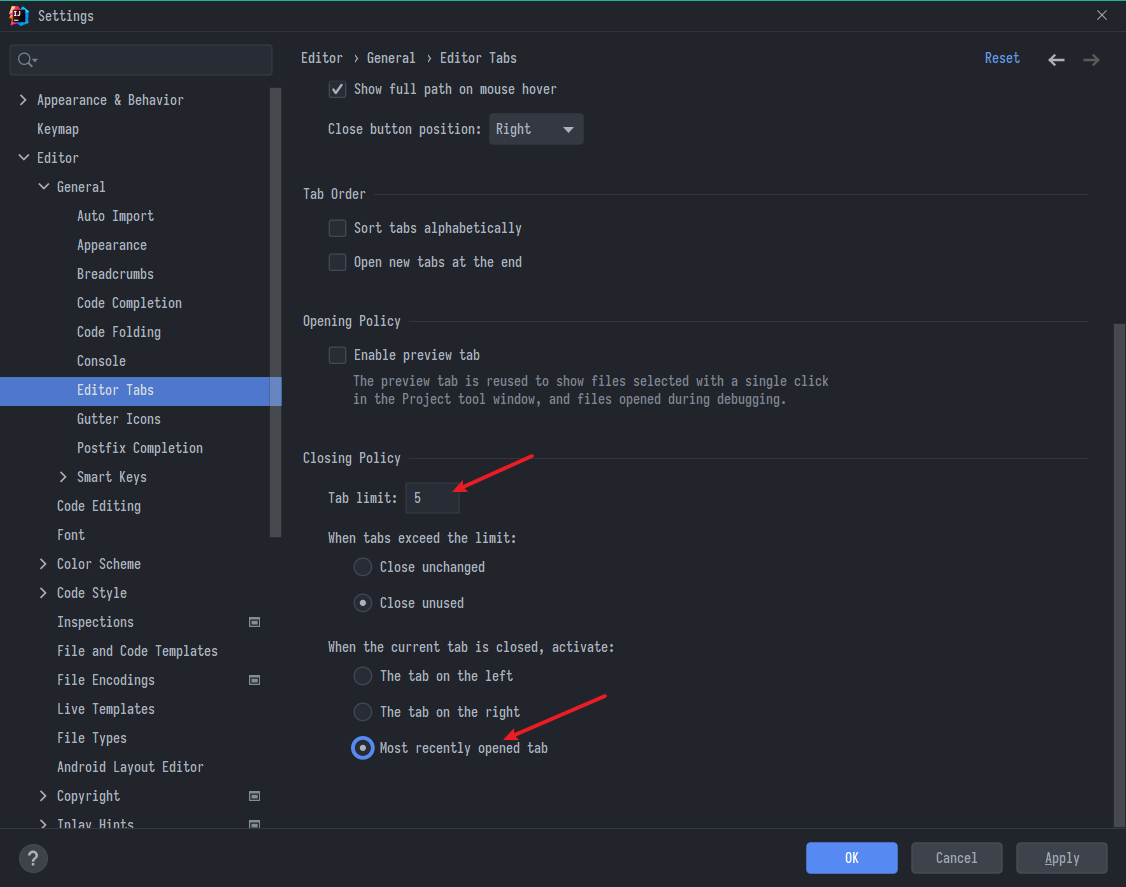 Settings
Editor › General › Editor Tabs
Reset
Appearance & Behavior
Keymap
Editor
General
Auto Import
Appearance
Breadcrumbs
Code Completion
Code Folding
Console
Editor Tabs
Gutter Icons
Postfix Completion
Smart Keys
Code Editing
Font
Color Scheme
Code Style
Inspections
File and Code Templates
File Encodings
Live Templates
File Types
Android Layout Editor
Copyright
Inlay Hints
Show full path on mouse hover
Close button position: Right
Tab Order
Sort tabs alphabetically
Open new tabs at the end
Opening Policy
Enable preview tab
The preview tab is reused to show files selected with a single click
in the Project tool window, and files opened during debugging.
Closing Policy
Tab limit: 5
When tabs exceed the limit:
Close unchanged
Close unused
When the current tab is closed, activate:
The tab on the left
The tab on the right
Most recently opened tab
?
OK
Cancel
Apply